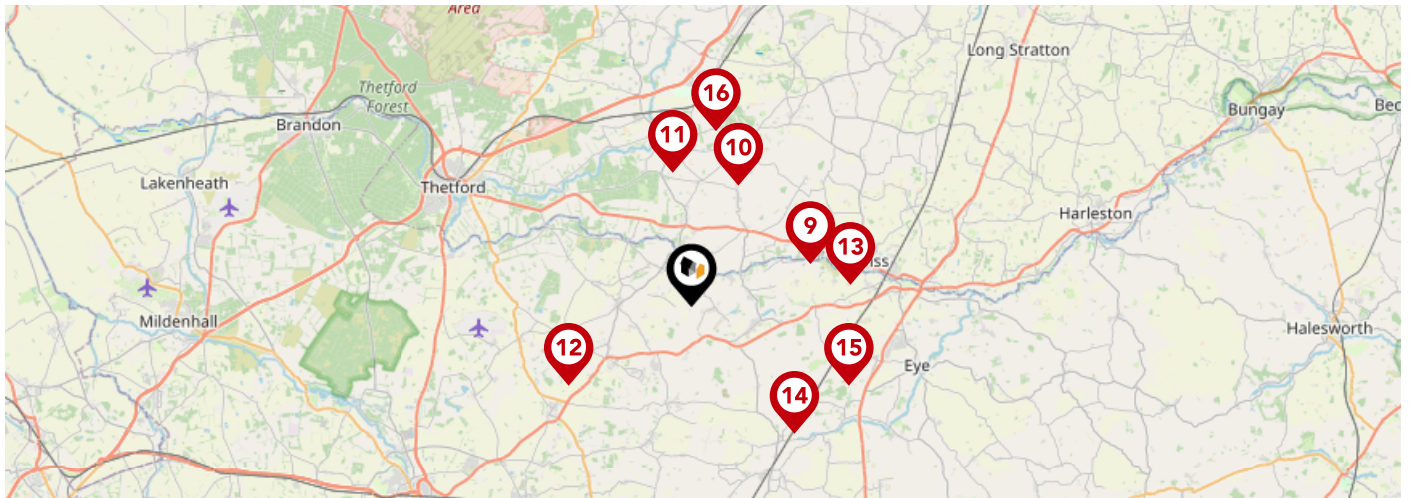 Area
Long Stratton
Thetford
Forest
16
Bungay
Bec
Brandon
11
10
Lakenheath
Thetford
Harleston
9
13
iss
Mildenhall
Halesworth
12
15
Eye
14